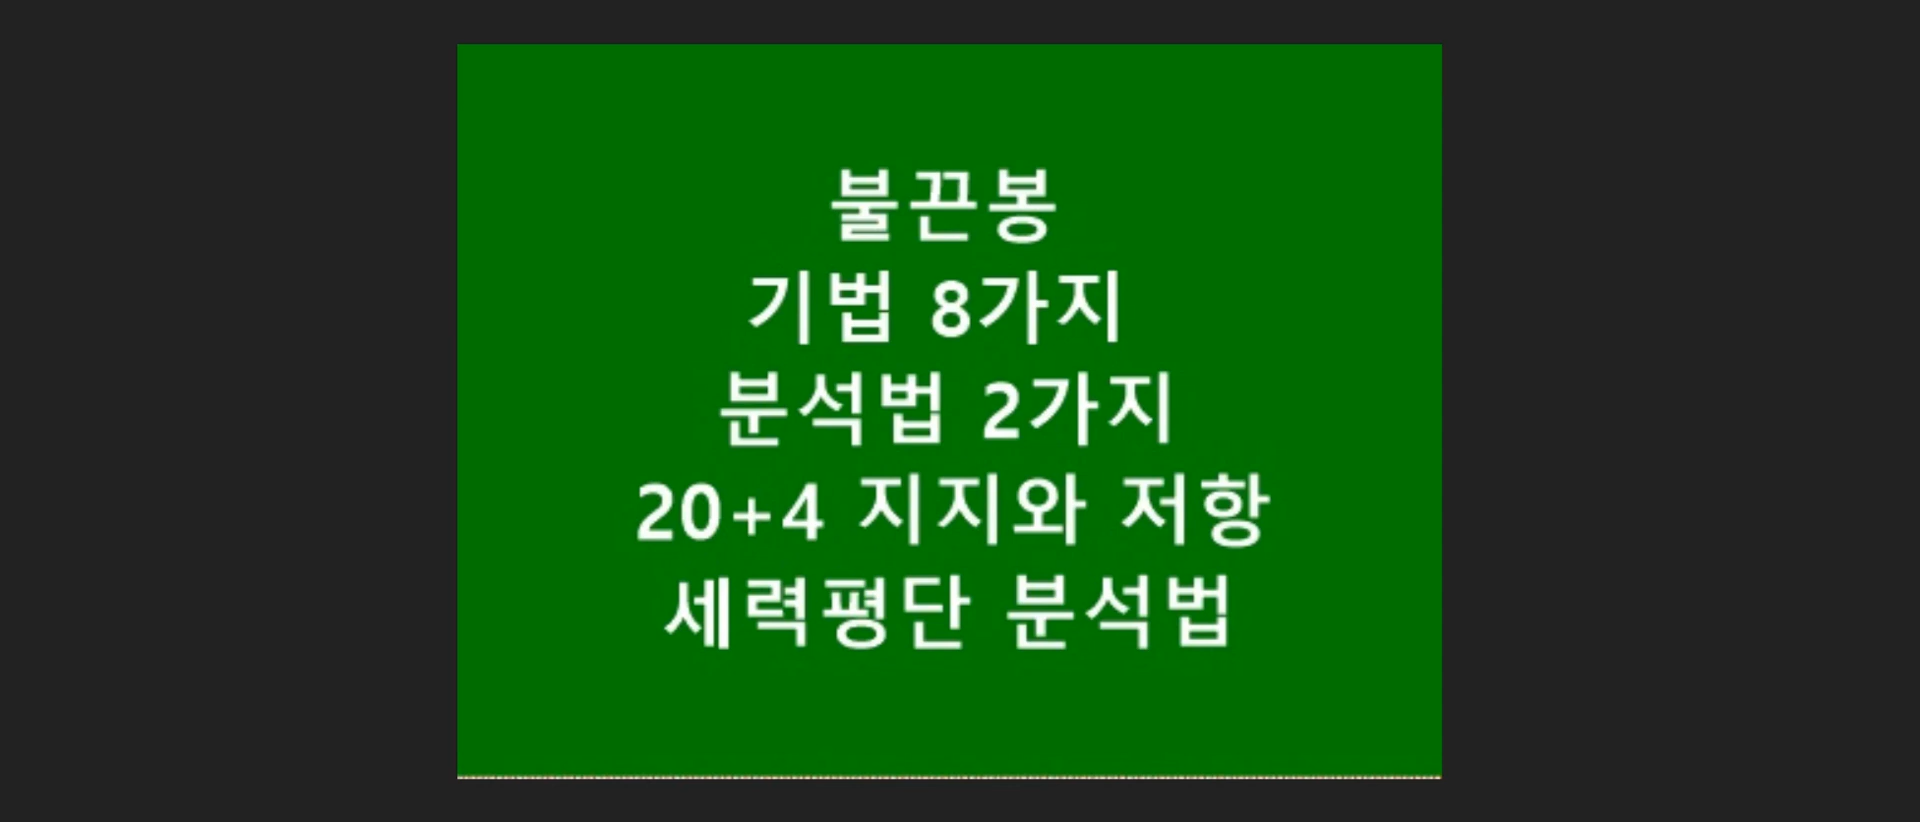 불끈봉
기법 8가지
분석법 2가지
20+4 지지와 저항
세력평단 분석법